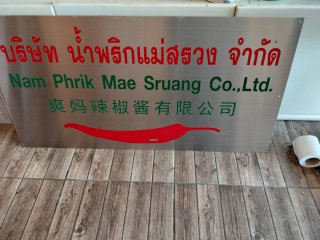 บริษัท น้ำพริกแม่สรวง จำกัด
Nam Phrik Mae Sruang Co.,Ltd.
爽妈辣椒酱有限公司